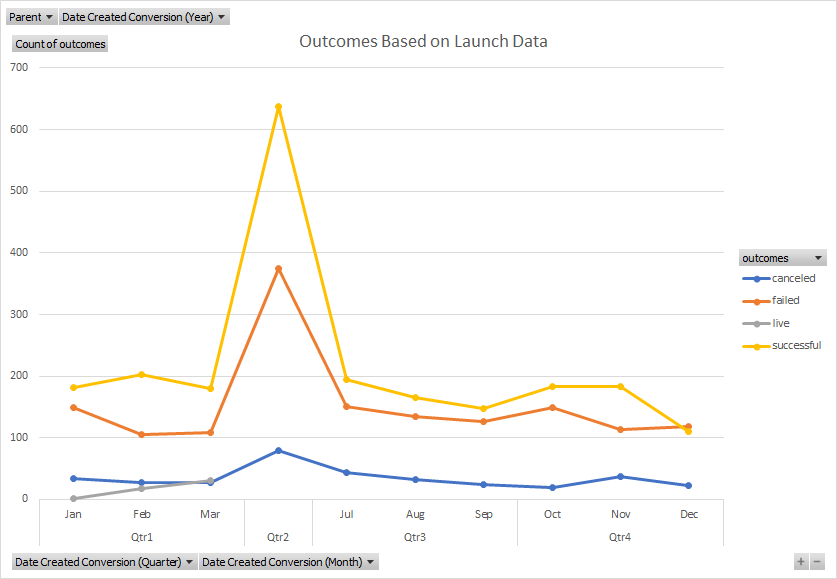 Parent Date Created Conversion (Year)
Count of outcomes
Outcomes Based on Launch Data
700
600
500
400
300
200
100
0
outcomes
canceled
failed
live
successful
Jan Feb Mar Jul Aug Sep Oct Nov Dec
Qtr1 Qtr2 Qtr3 Qtr4
Date Created Conversion (Quarter) Date Created Conversion (Month)
+ −